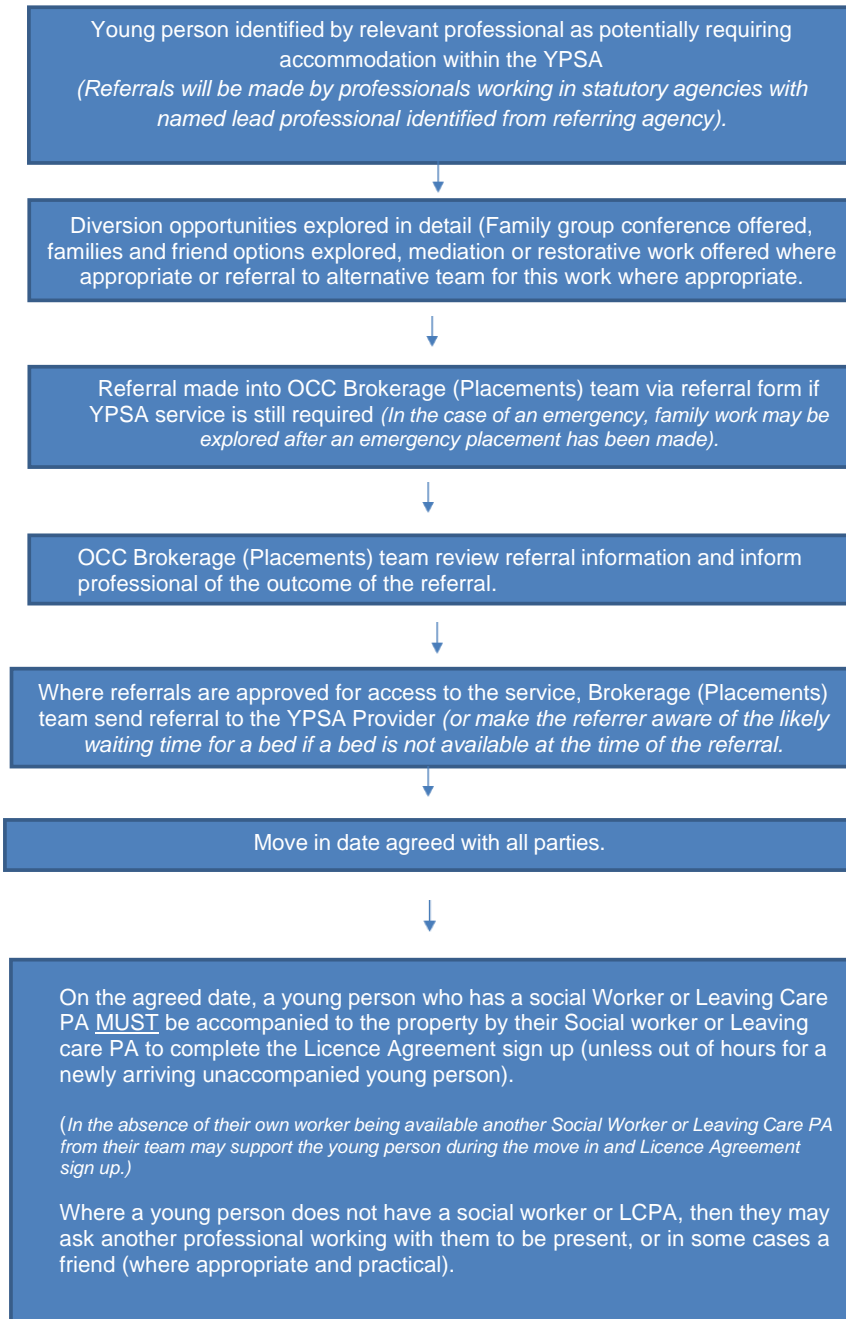 Young person identified by relevant professional as potentially requiring
accommodation within the YPSA
(Referrals will be made by professionals working in statutory agencies with
named lead professional identified from referring agency).
Diversion opportunities explored in detail (Family group conference offered,
families and friend options explored, mediation or restorative work offered where
appropriate or referral to alternative team for this work where appropriate.
Referral made into OCC Brokerage (Placements) team via referral form if
YPSA service is still required (In the case of an emergency, family work may be
explored after an emergency placement has been made).
OCC Brokerage (Placements) team review referral information and inform
professional of the outcome of the referral.
Where referrals are approved for access to the service, Brokerage (Placements)
team send referral to the YPSA Provider (or make the referrer aware of the likely
waiting time for a bed if a bed is not available at the time of the referral.
Move in date agreed with all parties.
On the agreed date, a young person who has a social Worker or Leaving Care
PA MUST be accompanied to the property by their Social worker or Leaving
care PA to complete the Licence Agreement sign up (unless out of hours for a
newly arriving unaccompanied young person).
(In the absence of their own worker being available another Social Worker or Leaving Care PA
from their team may support the young person during the move in and Licence Agreement
sign up.)
Where a young person does not have a social worker or LCPA, then they may
ask another professional working with them to be present, or in some cases a
friend (where appropriate and practical).